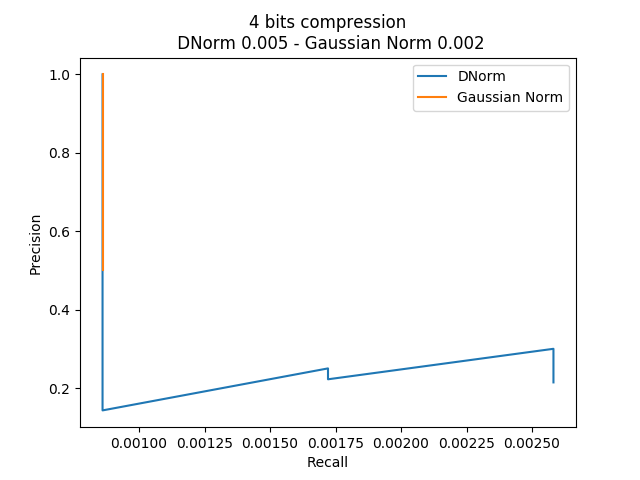 4 bits compression
DNorm 0.005 - Gaussian Norm 0.002
DNorm
Gaussian Norm
1.0
0.8
0.6
0.4
0.2
Precision
0.00100 0.00125 0.00150 0.00175 0.00200 0.00225 0.00250
Recall